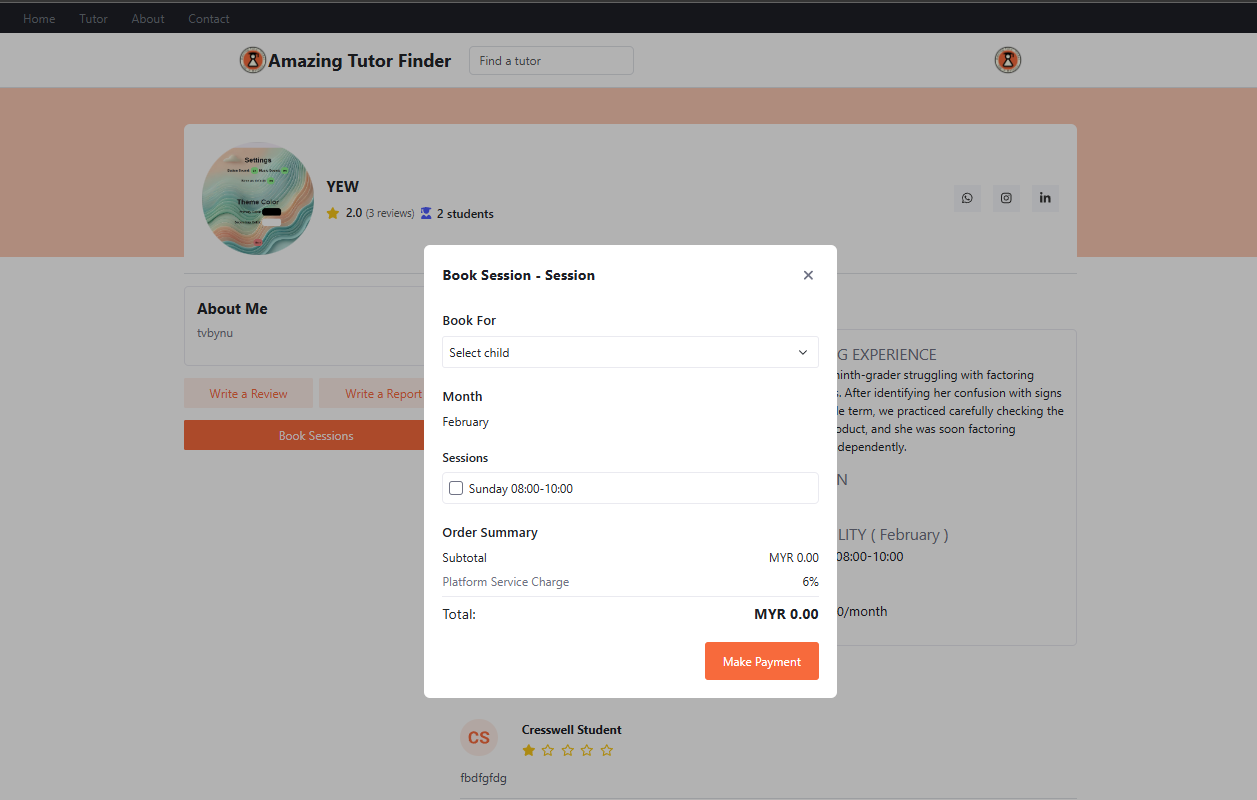 Home Tutor About Contact
Amazing Tutor Finder Find a tutor
Settings
Theme Color
YEW
2.0 (3 reviews) 2 students
About Me
tvbynu
Write a Review Write a Report
Book Sessions
Book Session - Session
Book For
Select child
Month
February
Sessions
Sunday 08:00-10:00
Order Summary
Subtotal MYR 0.00
Platform Service Charge 6%
Total: MYR 0.00
Make Payment
G EXPERIENCE
ninth-grader struggling with factoring
. After identifying her confusion with signs
le term, we practiced carefully checking the
oduct, and she was soon factoring
dependently.
N
LITY ( February )
08:00-10:00
0/month
CS Cresswell Student
fbdfgfdg